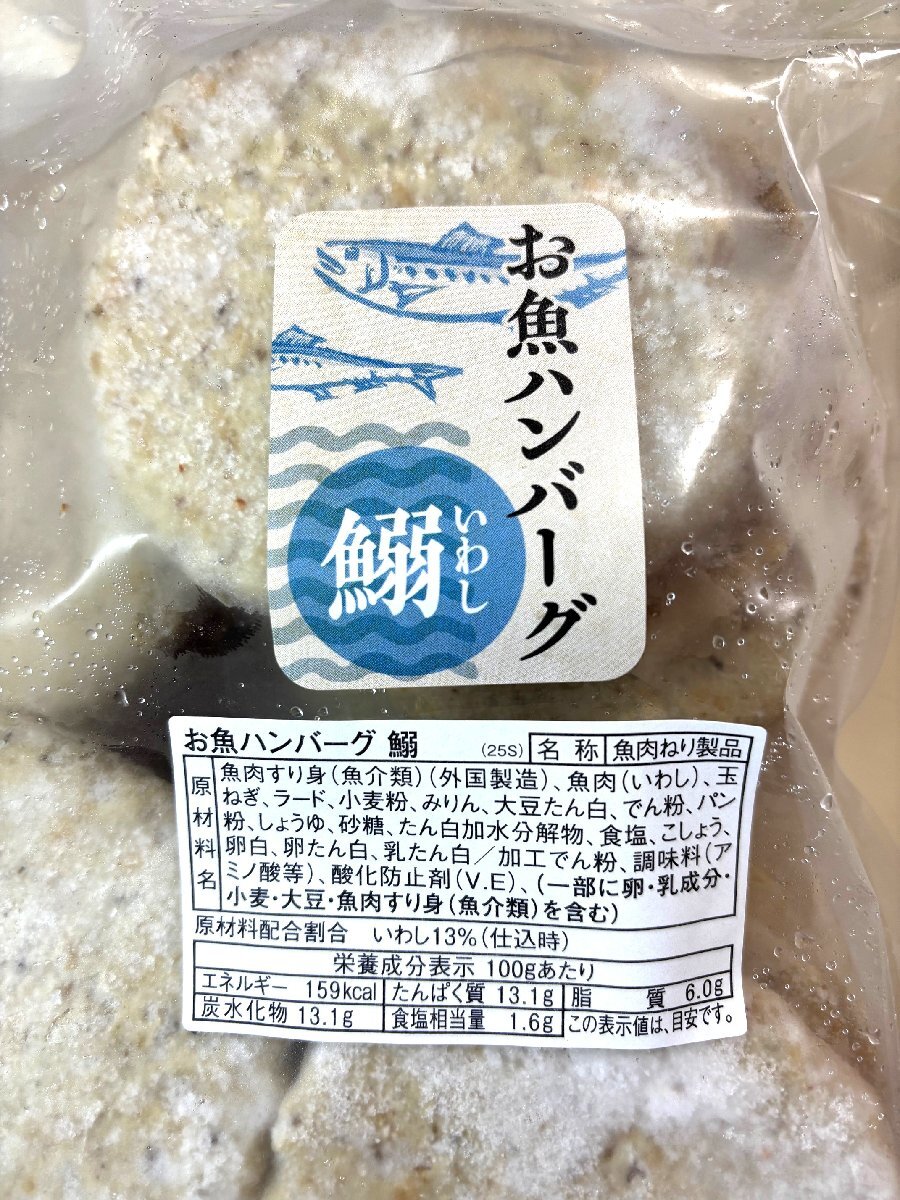 お魚ハンバーグ
鰯
いわし
お魚ハンバーグ 鰯 (25S) 名称 魚肉ねり製品
原材料名
魚肉すり身(魚介類)(外国製造)、魚肉(いわし)、玉
ねぎ、ラード、小麦粉、みりん、大豆たん白、でん粉、パン
粉、しょうゆ、砂糖、たん白加水分解物、食塩、こしょう、
卵白、卵たん白、乳たん白/加工でん粉、調味料(ア
ミノ酸等)、酸化防止剤(V.E)、(一部に卵・乳成分・
小麦・大豆・魚肉すり身(魚介類)を含む)
原材料配合割合 いわし13%(仕込時)
栄養成分表示 100gあたり
エネルギー 159kcal たんぱく質 13.1g 脂質 6.0g
炭水化物 13.1g 食塩相当量 1.6g この表示値は、目安です。